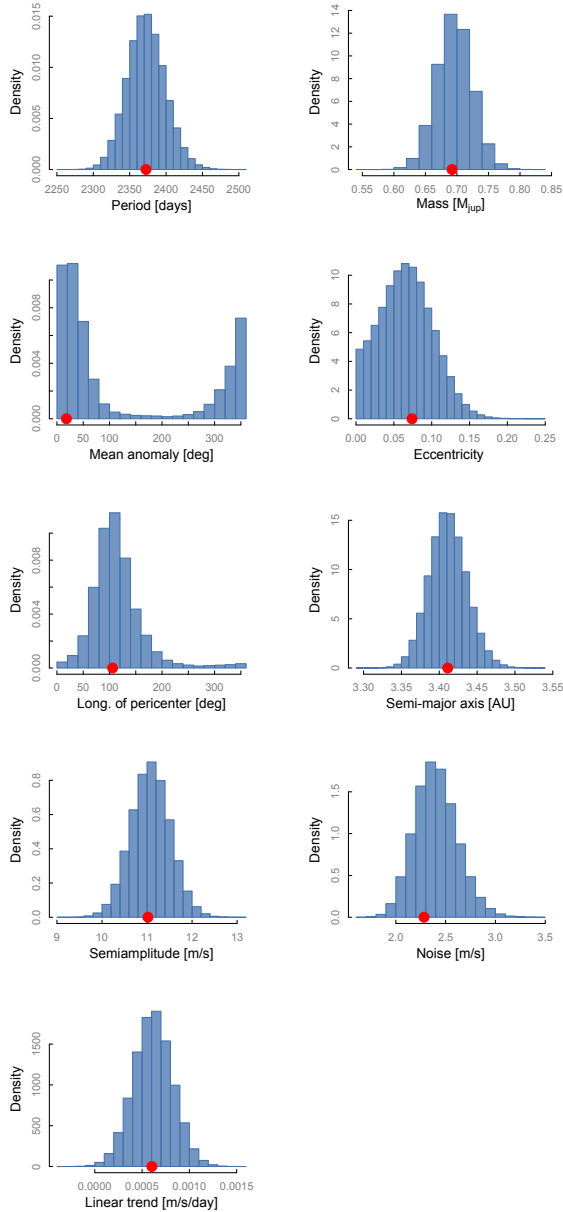 Density
0.000 0.005 0.010 0.015
2250 2300 2350 2400 2450 2500
Period [days]
Density
0 2 4 6 8 10 12 14
0.55 0.60 0.65 0.70 0.75 0.80 0.85
Mass [Mjup]
Density
0.000 0.004 0.008
0 50 100 200 300
Mean anomaly [deg]
Density
0 2 4 6 8 10
0.00 0.05 0.10 0.15 0.20 0.25
Eccentricity
Density
0.000 0.004 0.008
0 50 100 200 300
Long. of pericenter [deg]
Density
0 5 10 15
3.30 3.35 3.40 3.45 3.50 3.55
Semi-major axis [AU]
Density
0.0 0.2 0.4 0.6 0.8
9 10 11 12 13
Semiamplitude [m/s]
Density
0.0 0.5 1.0 1.5
2.0 2.5 3.0 3.5
Noise [m/s]
Density
0 500 1000 1500
0.0000 0.0005 0.0010 0.0015
Linear trend [m/s/day]